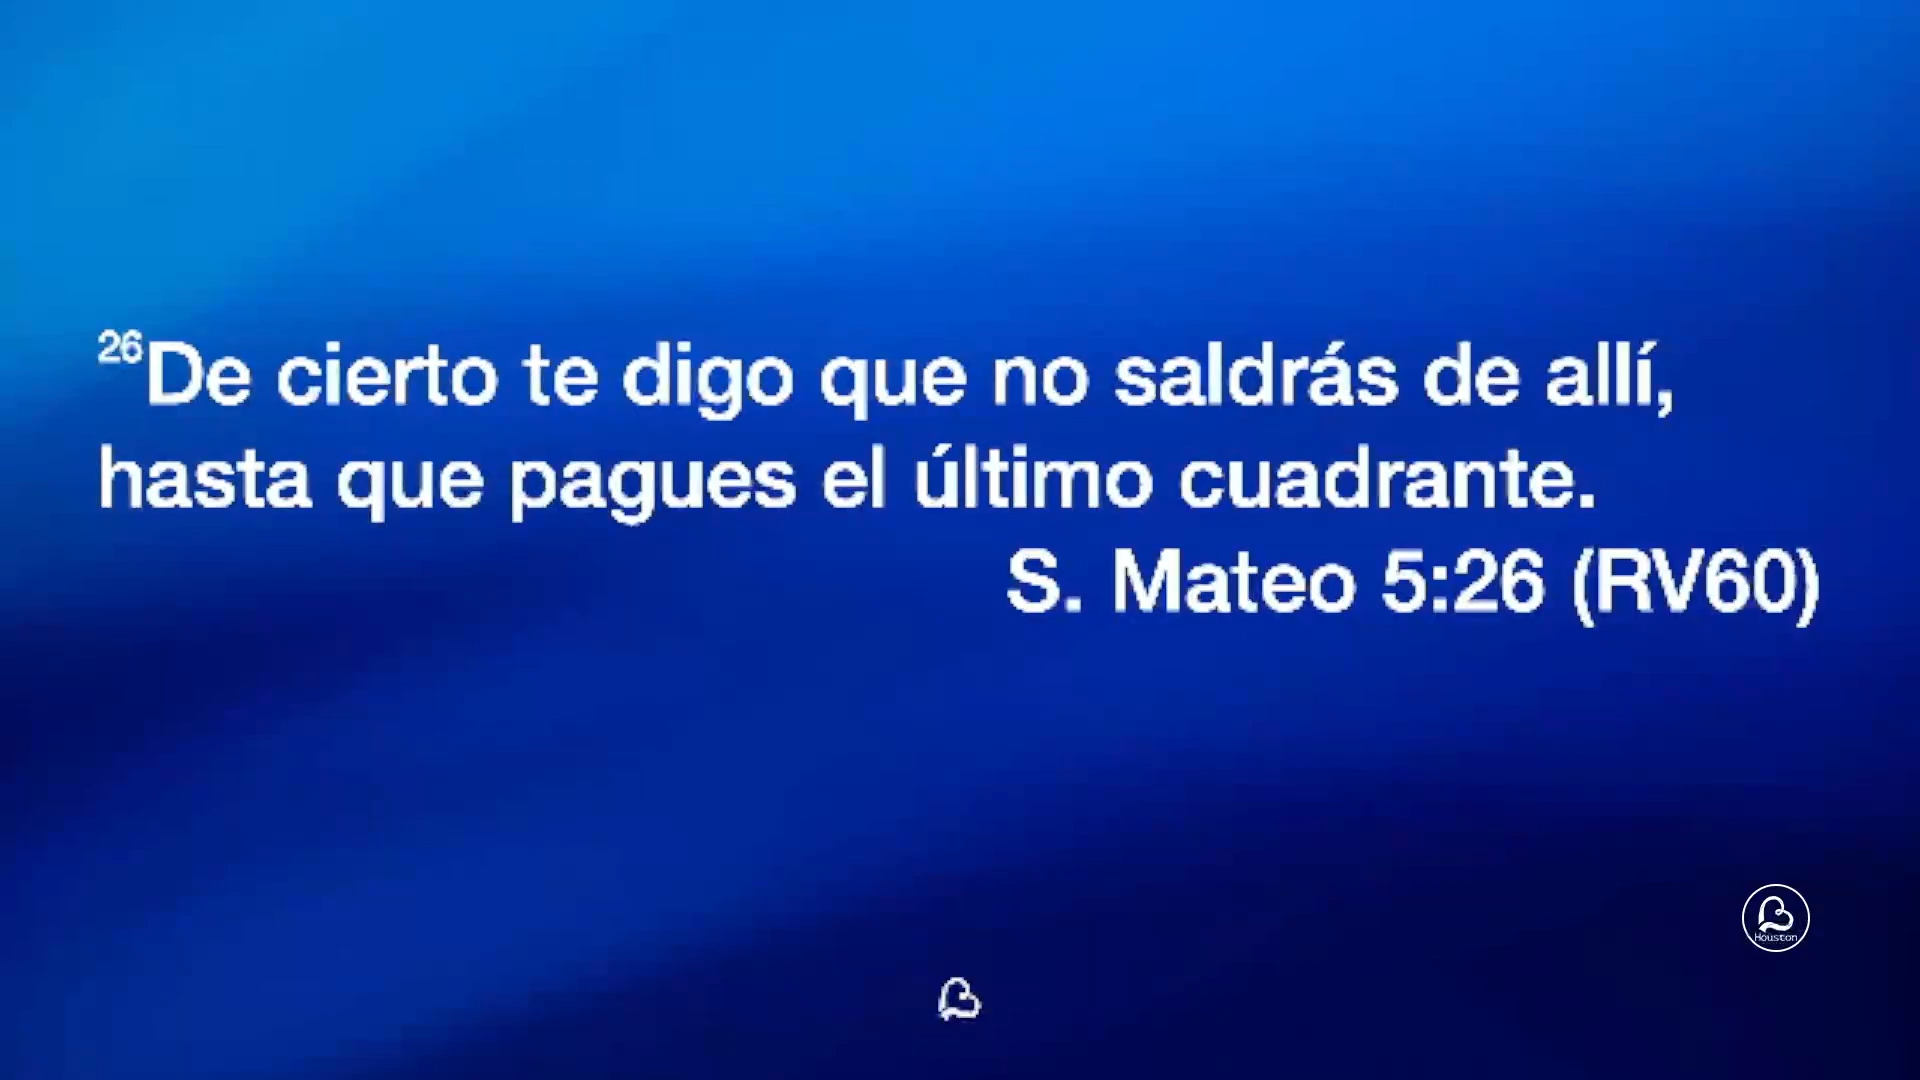 26De cierto te digo que no saldrás de allí,
hasta que pagues el último cuadrante.
S. Mateo 5:26 (RV60)
Houston